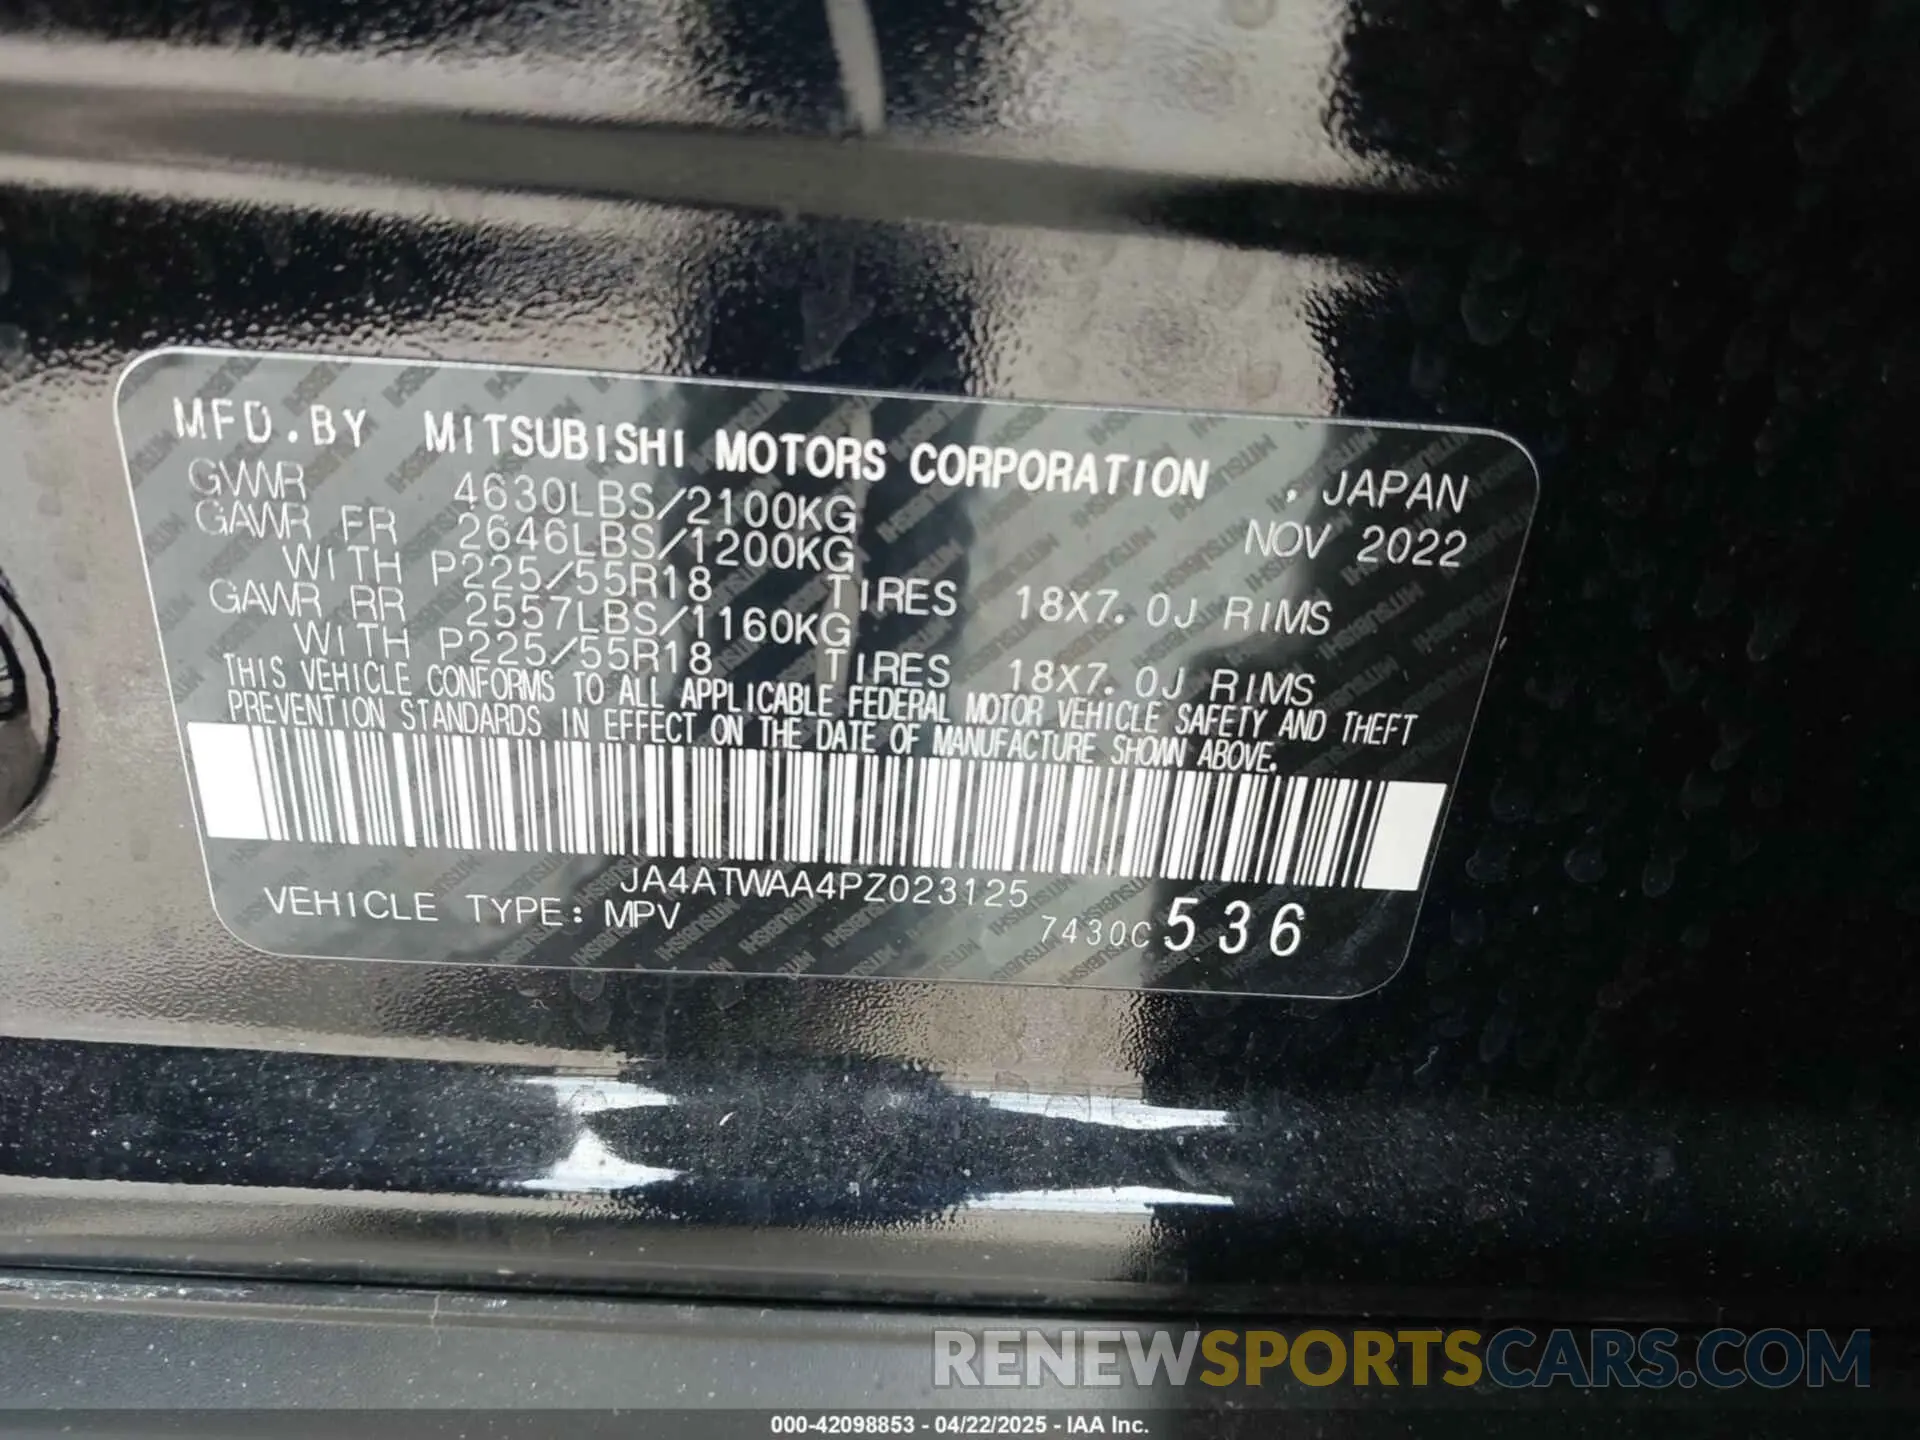 MFD.BY MITSUBISHI MOTORS CORPORATION , JAPAN
GVWR 4630LBS/2100KG NOV 2022
GAWR FR 2646LBS/1200KG
WITH P225/55R18 TIRES 18X7.0J RIMS
GAWR RR 2557LBS/1160KG
WITH P225/55R18 TIRES 18X7.0J RIMS
THIS VEHICLE CONFORMS TO ALL APPLICABLE FEDERAL MOTOR VEHICLE SAFETY AND THEFT
PREVENTION STANDARDS IN EFFECT ON THE DATE OF MANUFACTURE SHOWN ABOVE.
JA4ATWAA4PZ023125
VEHICLE TYPE: MPV
7430C 536
RENEWSPORTSCARS.COM
000-42098853 - 04/22/2025 - IAA Inc.